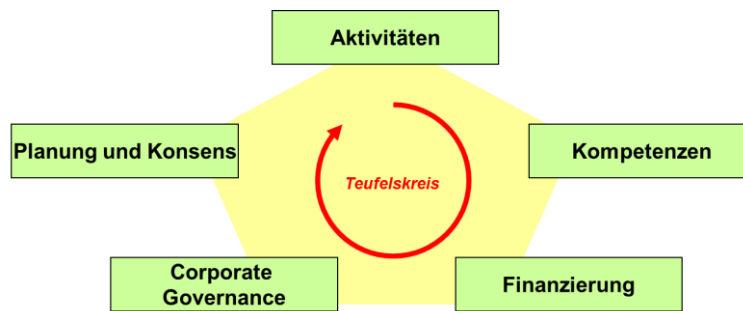 Aktivitäten
Planung und Konsens
Kompetenzen
Teufelskreis
Corporate
Governance
Finanzierung